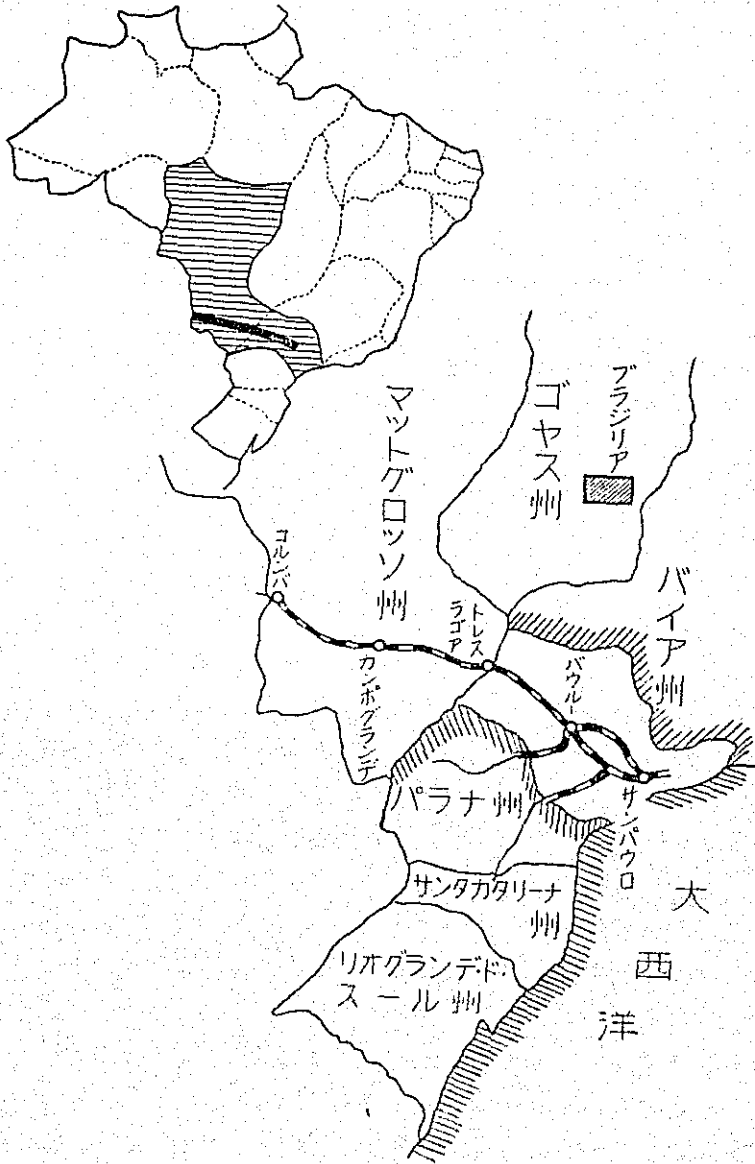 ブラジリア
ゴヤス州
マットグロッソ州
バイア州
コルンバ
トレス
ラゴア
カンポグランデ
バウルー
サンパウロ
パラナ州
サンタカタリーナ
州
リオグランデ・ド・
スール州
大西洋